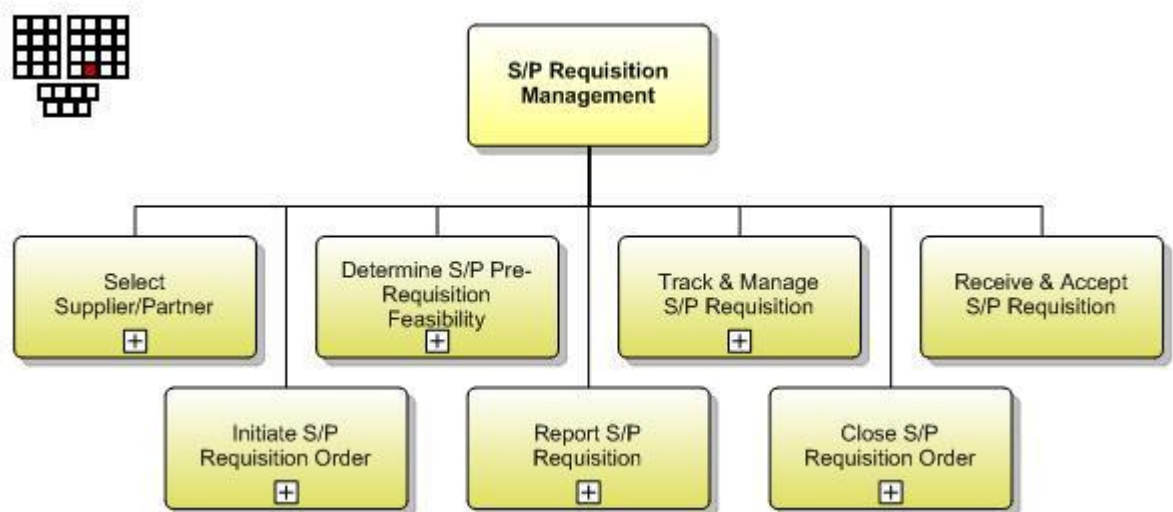 S/P Requisition
Management
Select
Supplier/Partner
Determine S/P Pre-
Requisition
Feasibility
Track & Manage
S/P Requisition
Receive & Accept
S/P Requisition
Initiate S/P
Requisition Order
Report S/P
Requisition
Close S/P
Requisition Order